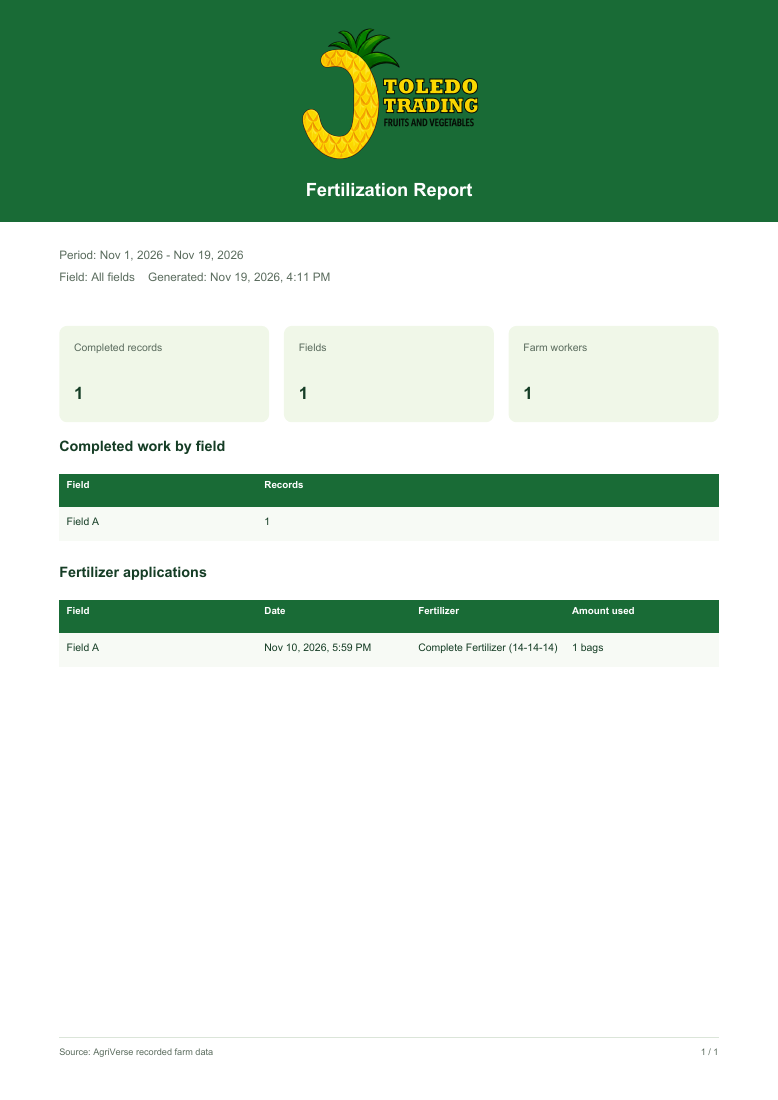 TOLEDO
TRADING
FRUITS AND VEGETABLES
Fertilization Report
Period: Nov 1, 2026 - Nov 19, 2026
Field: All fields Generated: Nov 19, 2026, 4:11 PM
Completed records Fields Farm workers
1 1 1
Completed work by field
Field Records
Field A 1
Fertilizer applications
Field Date Fertilizer Amount used
Field A Nov 10, 2026, 5:59 PM Complete Fertilizer (14-14-14) 1 bags
Source: AgriVerse recorded farm data 1 / 1